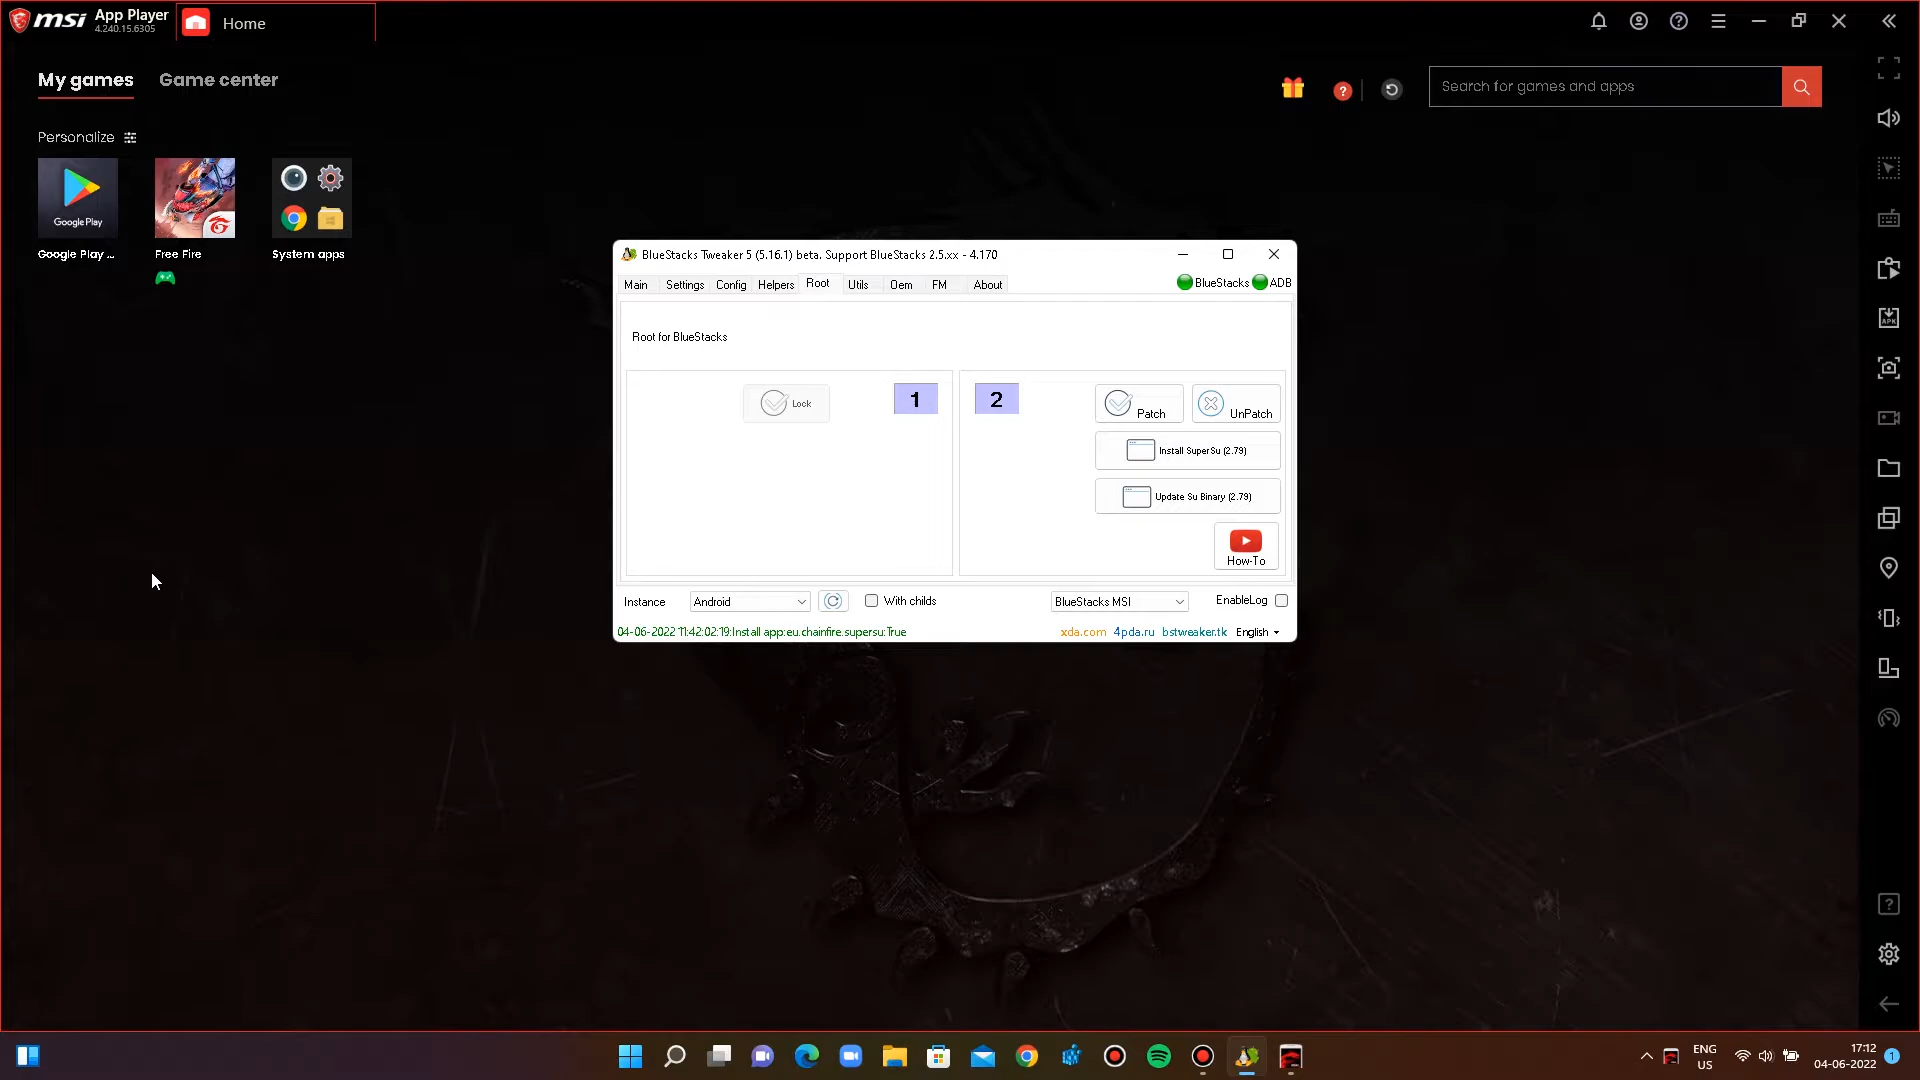 msi App Player
4.240.15.6305
Home
My games
Game center
Search for games and apps
Personalize
Google Play
Google Play ...
Free Fire
System apps
BlueStacks Tweaker 5 (5.16.1) beta. Support BlueStacks 2.5.xx - 4.170
Main
Settings
Config
Helpers
Root
Utils
Oem
FM
About
BlueStacks
ADB
Root for BlueStacks
Lock
1
2
Patch
UnPatch
Install SuperSu (2.79)
Update Su Binary (2.79)
How-To
Instance
Android
With childs
BlueStacks MSI
EnableLog
04-06-2022 11:42:02:19:Install app:eu.chainfire.supersu:True
xda.com
4pda.ru
bstweaker.tk
English
APK
ENG
US
17:12
04-06-2022
1